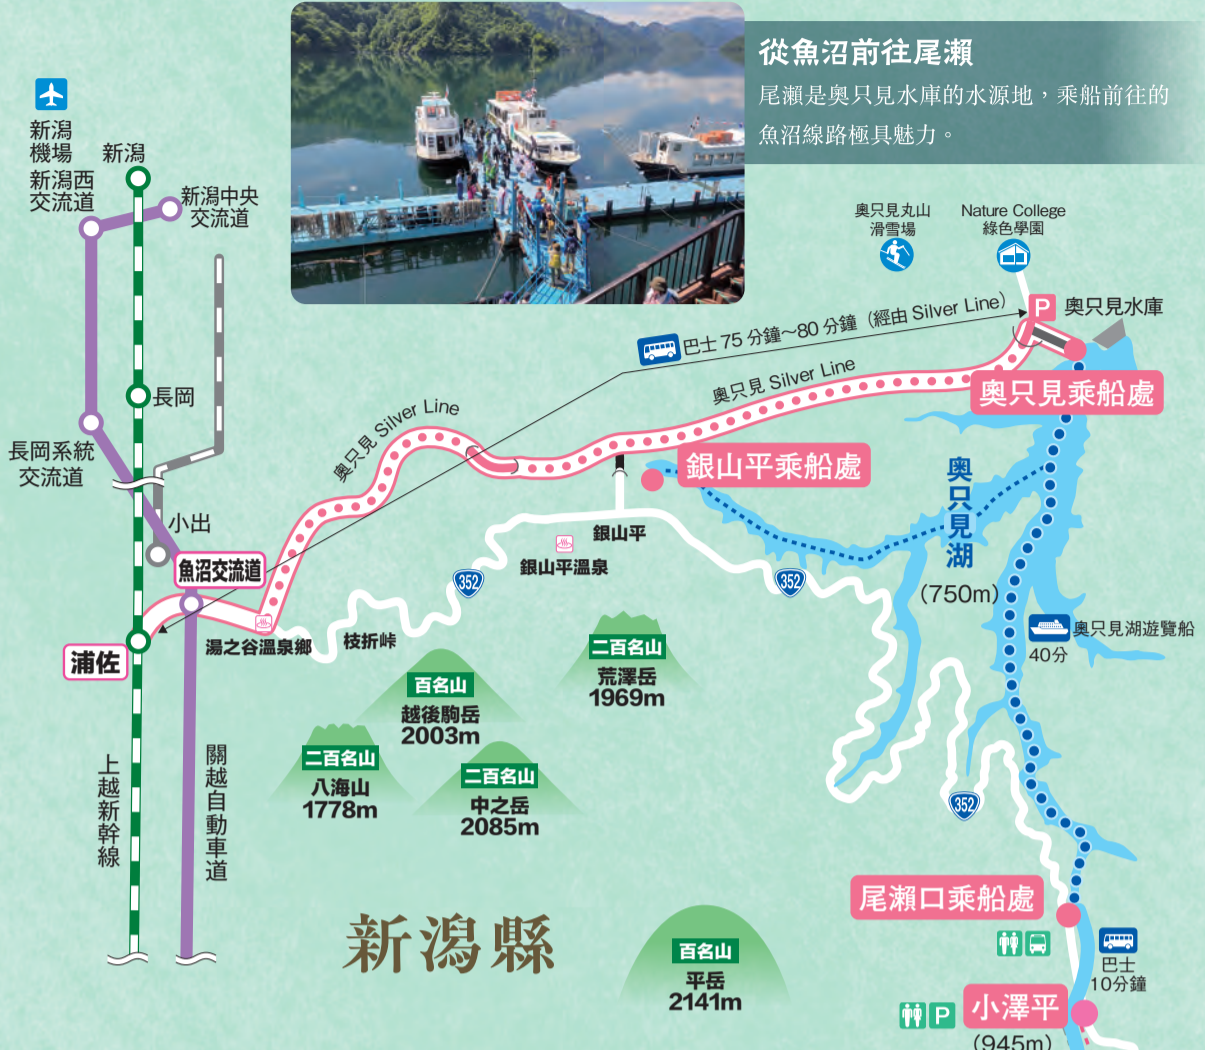 從魚沼前往尾瀨
尾瀨是奧只見水庫的水源地，乘船前往的
魚沼線路極具魅力。
新潟
機場
新潟
新潟西
交流道
新潟中央
交流道
奧只見丸山
滑雪場
Nature College
綠色學園
P
奧只見水庫
巴士 75 分鐘～80 分鐘（經由 Silver Line）
奧只見 Silver Line
奧只見乘船處
長岡
長岡系統
交流道
奧只見 Silver Line
銀山平乘船處
奧只見湖
(750m)
小出
魚沼交流道
銀山平
銀山平溫泉
352
352
奧只見湖遊覽船
40分
浦佐
湯之谷溫泉鄉
枝折峠
二百名山
荒澤岳
1969m
百名山
越後駒岳
2003m
二百名山
八海山
1778m
二百名山
中之岳
2085m
上越新幹線
關越自動車道
352
尾瀨口乘船處
新潟縣
百名山
平岳
2141m
巴士
10分鐘
P
小澤平
(945m)